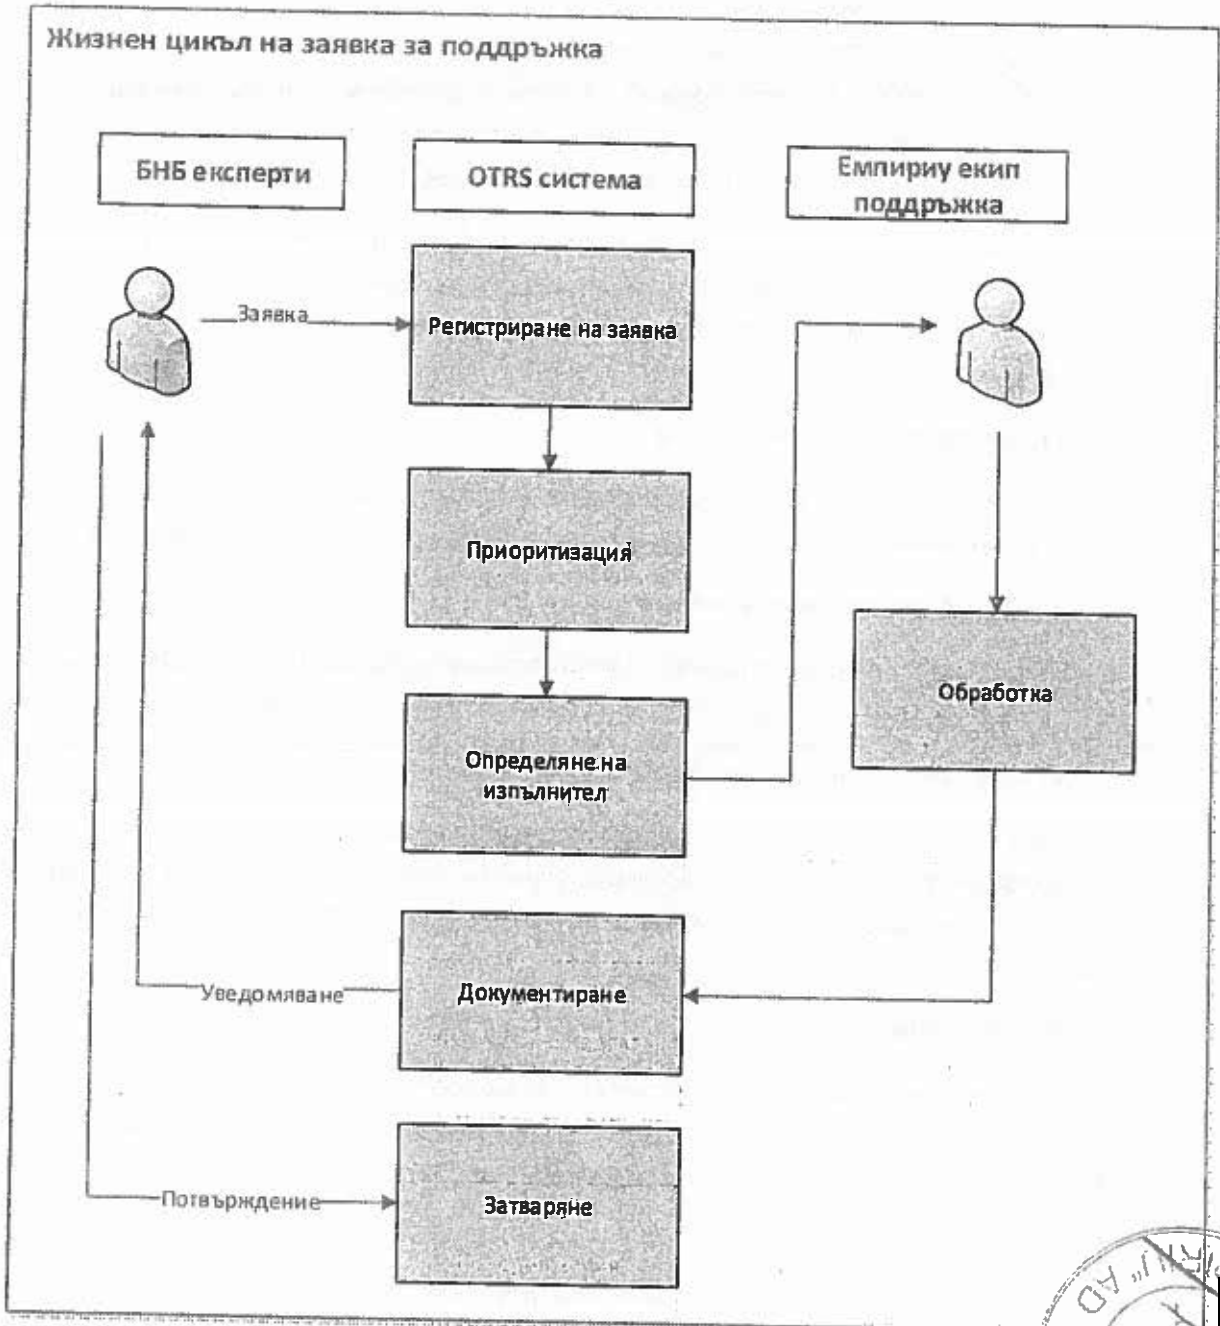 Жизнен цикъл на заявка за поддръжка
БНБ експерти
OTRS система
Емпириу екип
поддръжка
Заявка
Регистриране на заявка
Приоритизация
Определяне на
изпълнител
Обработка
Уведомяване
Документиране
Потвърждение
Затваряне